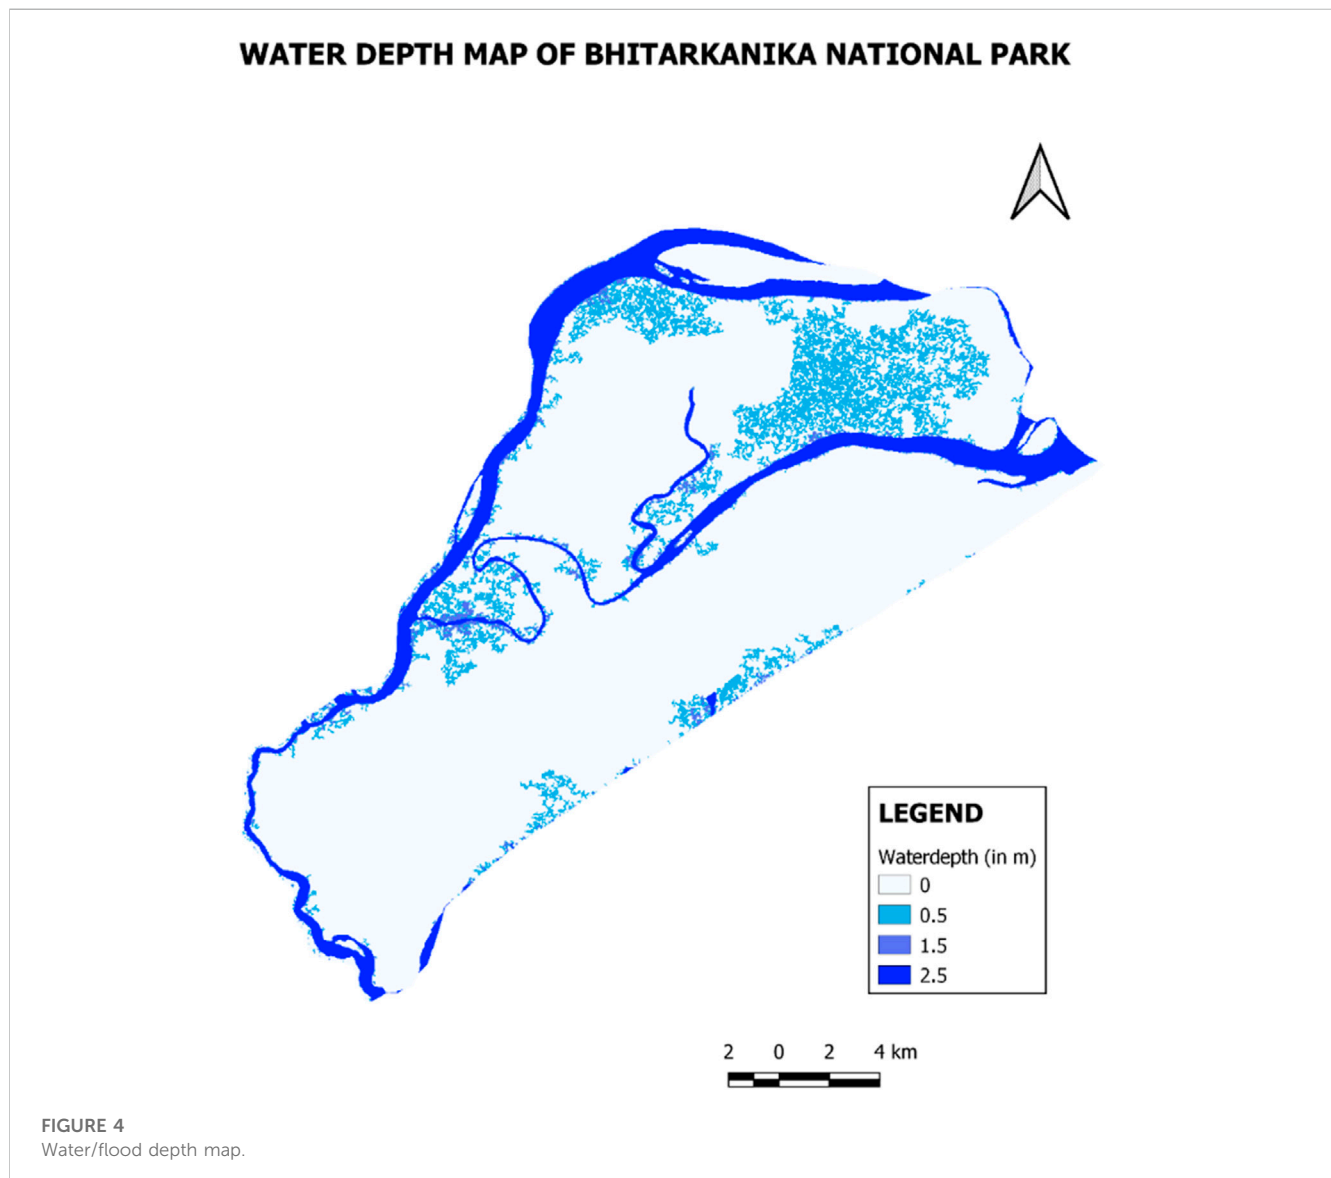 WATER DEPTH MAP OF BHITARKANIKA NATIONAL PARK
LEGEND
Waterdepth (in m)
0
0.5
1.5
2.5
2 0 2 4 km
FIGURE 4
Water/flood depth map.